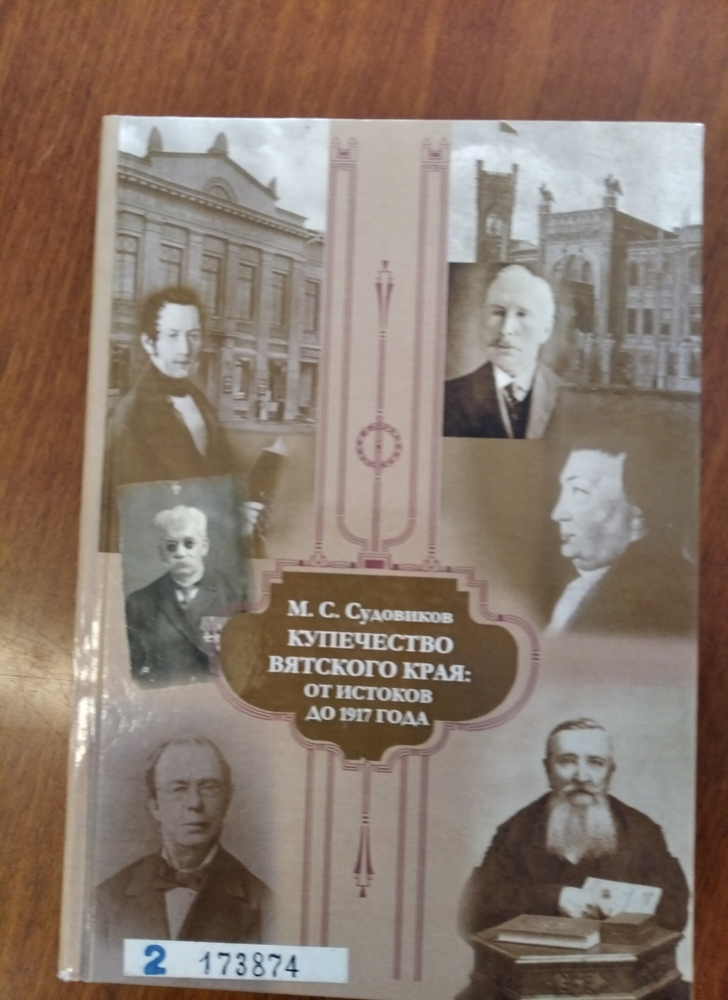 М. С. Судовиков
КУПЕЧЕСТВО
ВЯТСКОГО КРАЯ:
ОТ ИСТОКОВ
ДО 1917 ГОДА
2 173874